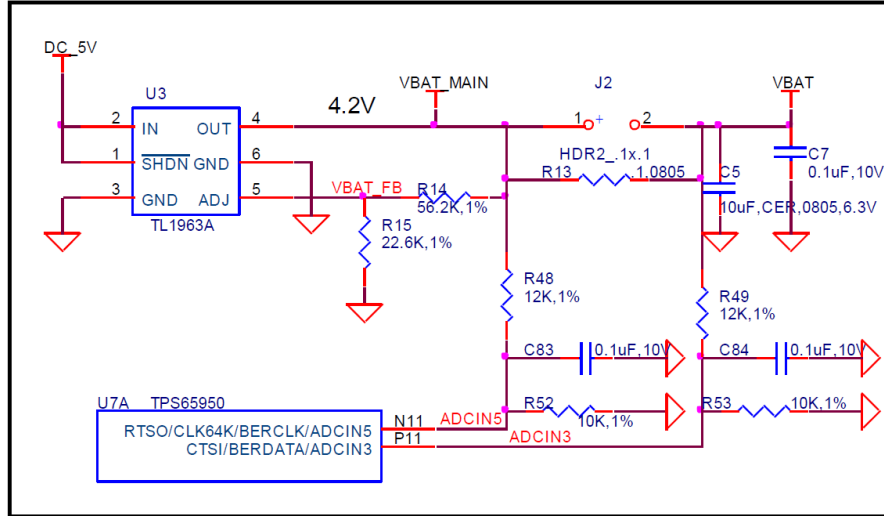 DC_5V
U3
4.2V
VBAT_MAIN
J2
VBAT
2 IN OUT 4
1 + 2
C7
0.1uF,10V
1 SHDN GND 6
HDR2_.1x.1
3 GND ADJ 5
VBAT_FB
R14
56.2K,1%
R13 .1,0805
C5
10uF,CER,0805,6.3V
TL1963A
R15
22.6K,1%
R48
12K,1%
R49
12K,1%
C83 0.1uF,10V
C84 0.1uF,10V
U7A TPS65950
R52
10K,1%
R53 10K,1%
RTSO/CLK64K/BERCLK/ADCIN5 N11 ADCIN5
CTSI/BERDATA/ADCIN3 P11 ADCIN3